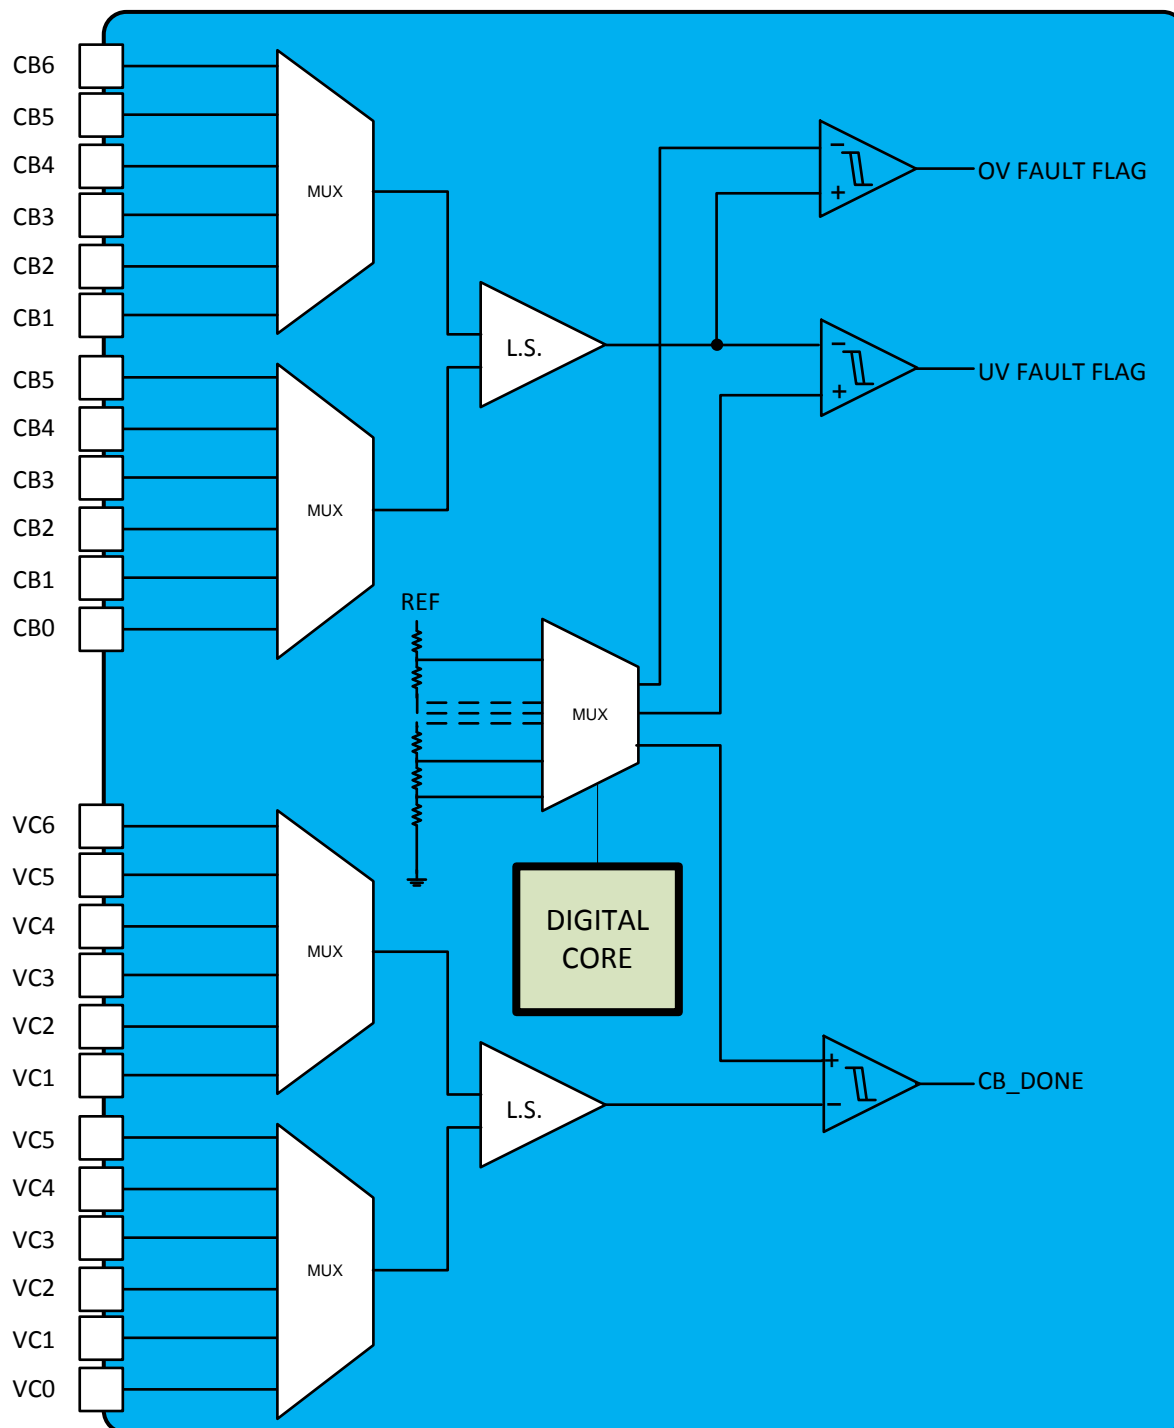 CB6
CB5
CB4
CB3
CB2
CB1
MUX
OV FAULT FLAG
L.S.
UV FAULT FLAG
CB5
CB4
CB3
CB2
CB1
CB0
MUX
REF
MUX
DIGITAL
CORE
VC6
VC5
VC4
VC3
VC2
VC1
MUX
L.S.
CB_DONE
VC5
VC4
VC3
VC2
VC1
VC0
MUX